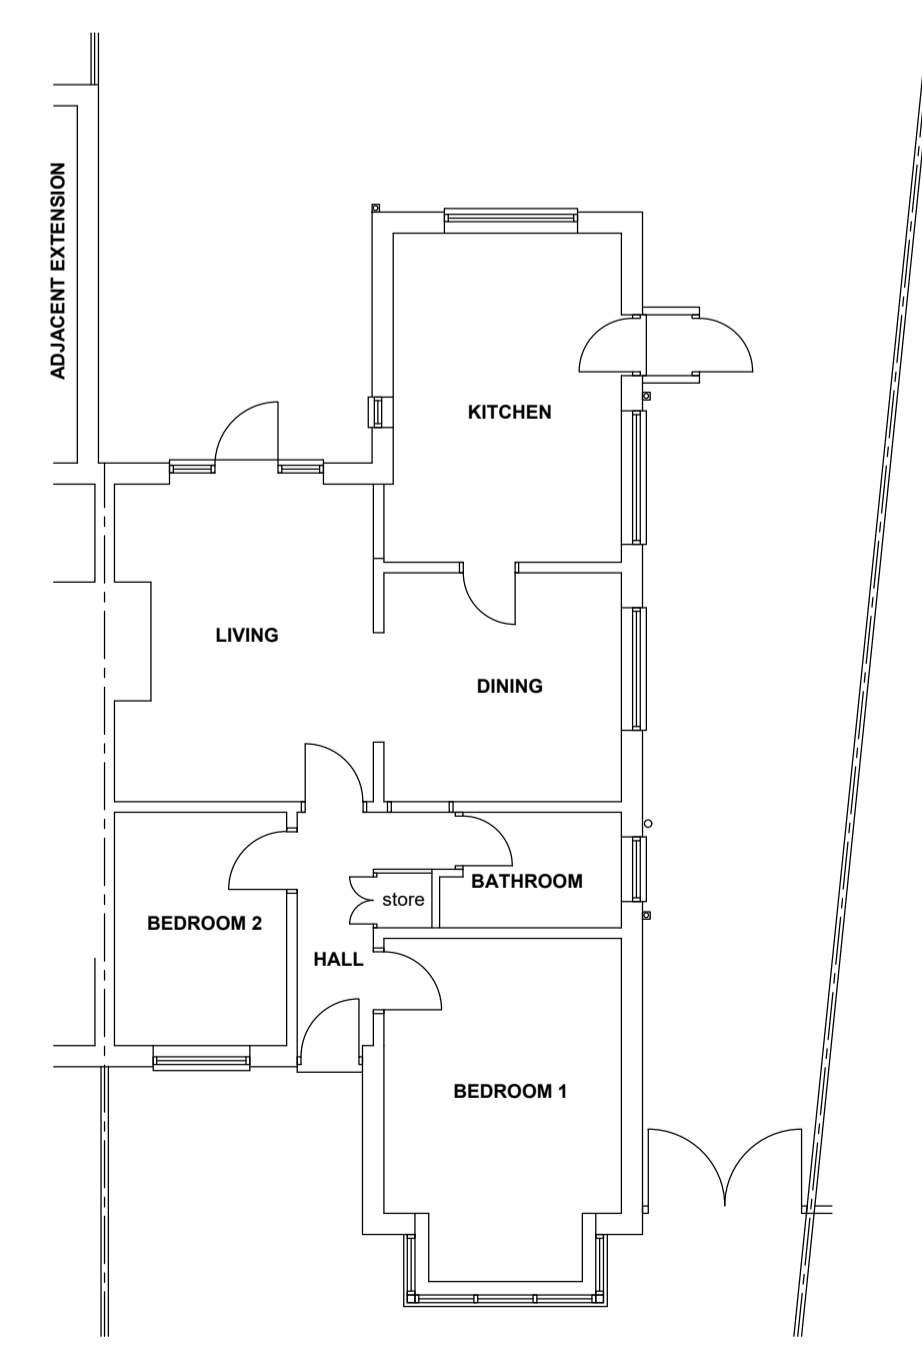 ADJACENT EXTENSION
KITCHEN
LIVING
DINING
BATHROOM
store
BEDROOM 2
HALL
BEDROOM 1